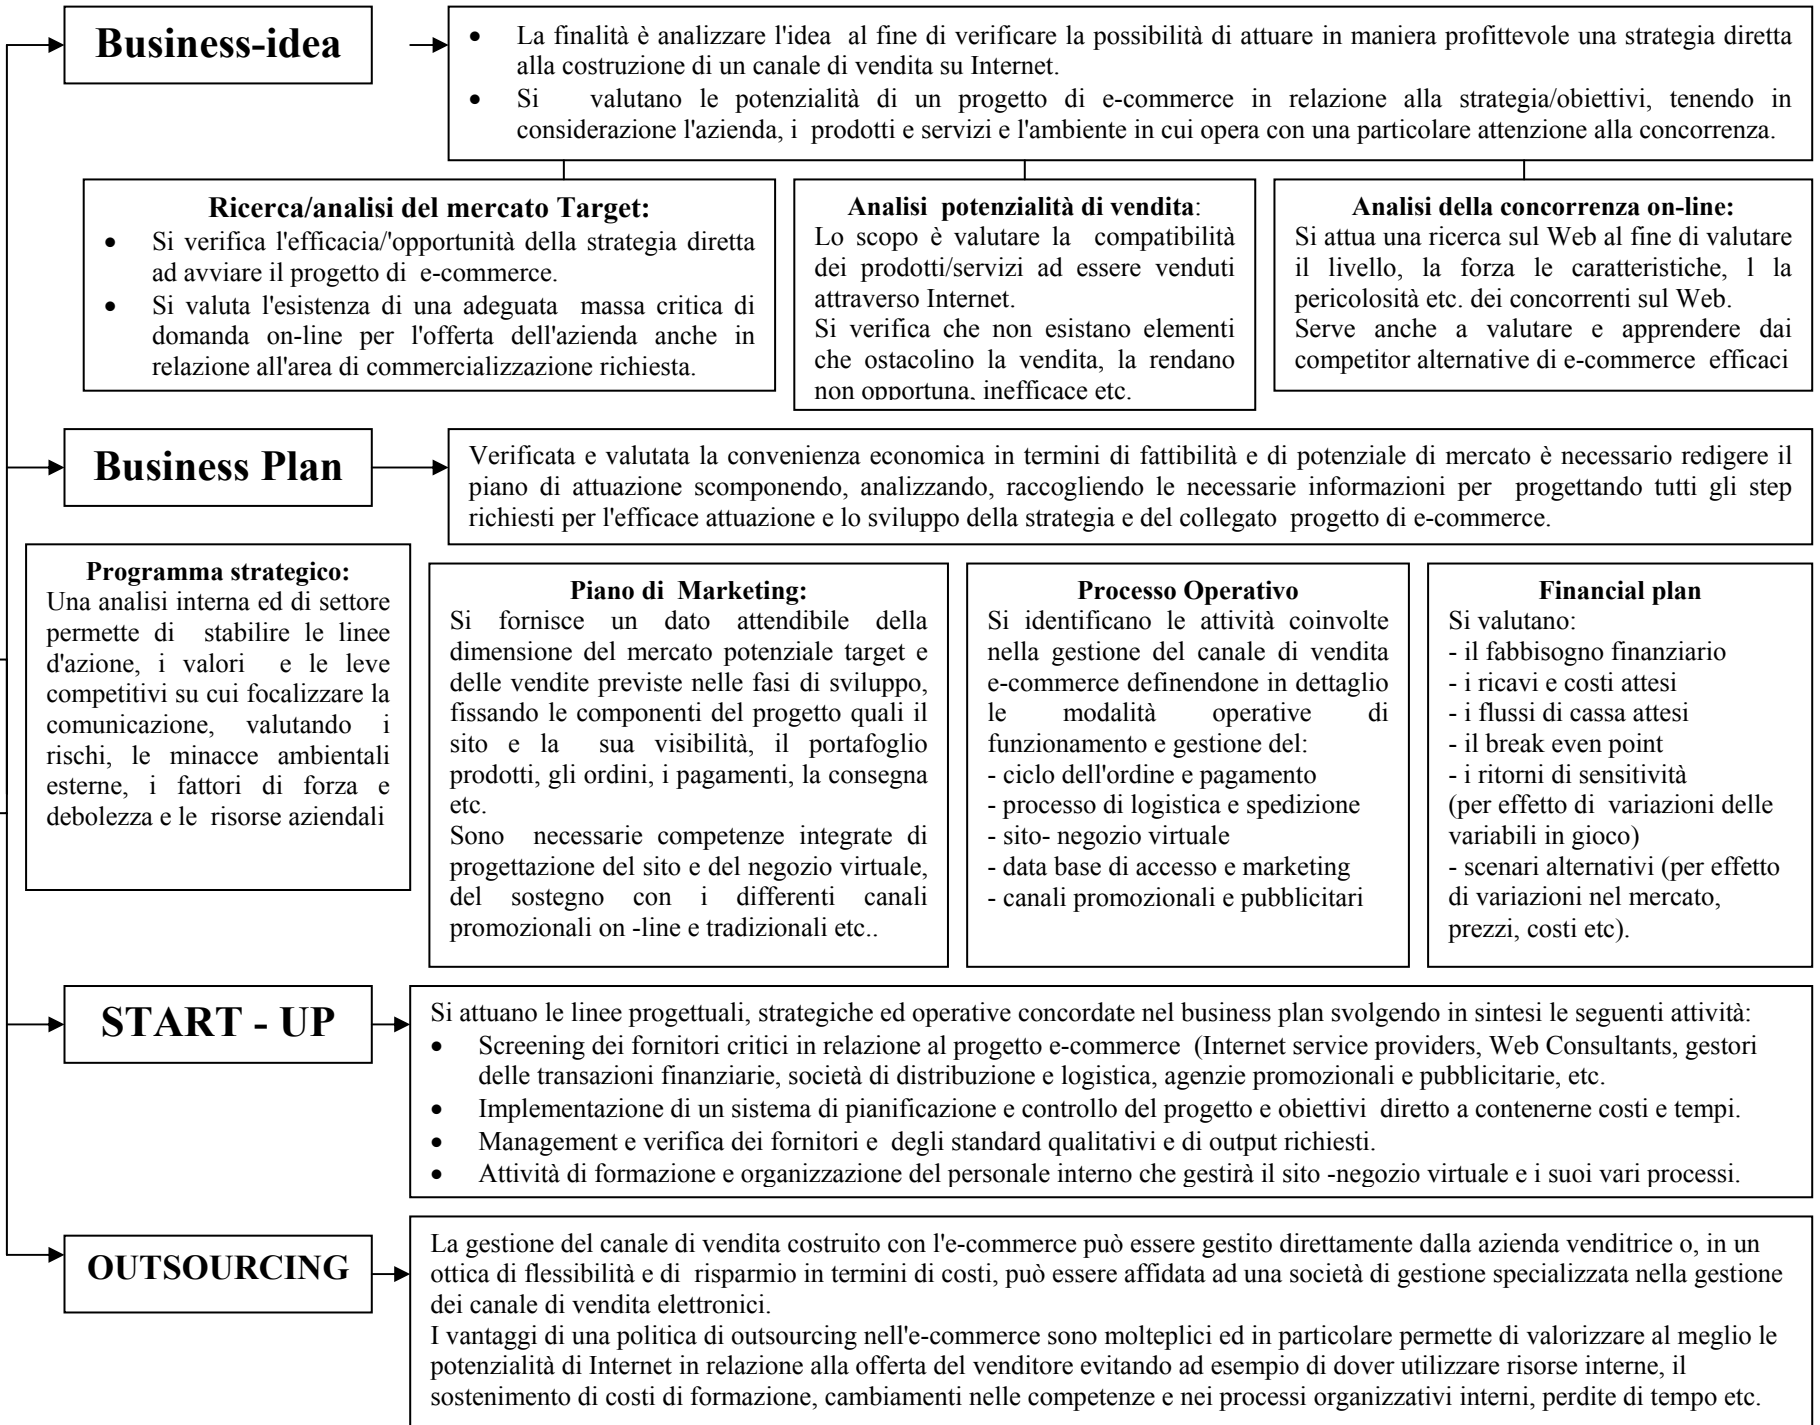 Business-idea
• La finalità è analizzare l'idea al fine di verificare la possibilità di attuare in maniera profittevole una strategia diretta
alla costruzione di un canale di vendita su Internet.
• Si valutano le potenzialità di un progetto di e-commerce in relazione alla strategia/obiettivi, tenendo in
considerazione l'azienda, i prodotti e servizi e l'ambiente in cui opera con una particolare attenzione alla concorrenza.
Ricerca/analisi del mercato Target:
• Si verifica l'efficacia/'opportunità della strategia diretta
ad avviare il progetto di e-commerce.
• Si valuta l'esistenza di una adeguata massa critica di
domanda on-line per l'offerta dell'azienda anche in
relazione all'area di commercializzazione richiesta.
Analisi potenzialità di vendita:
Lo scopo è valutare la compatibilità
dei prodotti/servizi ad essere venduti
attraverso Internet.
Si verifica che non esistano elementi
che ostacolino la vendita, la rendano
non opportuna, inefficace etc.
Analisi della concorrenza on-line:
Si attua una ricerca sul Web al fine di valutare
il livello, la forza le caratteristiche, l la
pericolosità etc. dei concorrenti sul Web.
Serve anche a valutare e apprendere dai
competitor alternative di e-commerce efficaci
Business Plan
Verificata e valutata la convenienza economica in termini di fattibilità e di potenziale di mercato è necessario redigere il
piano di attuazione scomponendo, analizzando, raccogliendo le necessarie informazioni per progettando tutti gli step
richiesti per l'efficace attuazione e lo sviluppo della strategia e del collegato progetto di e-commerce.
Programma strategico:
Una analisi interna ed di settore
permette di stabilire le linee
d'azione, i valori e le leve
competitivi su cui focalizzare la
comunicazione, valutando i
rischi, le minacce ambientali
esterne, i fattori di forza e
debolezza e le risorse aziendali
Piano di Marketing:
Si fornisce un dato attendibile della
dimensione del mercato potenziale target e
delle vendite previste nelle fasi di sviluppo,
fissando le componenti del progetto quali il
sito e la sua visibilità, il portafoglio
prodotti, gli ordini, i pagamenti, la consegna
etc.
Sono necessarie competenze integrate di
progettazione del sito e del negozio virtuale,
del sostegno con i differenti canali
promozionali on -line e tradizionali etc..
Processo Operativo
Si identificano le attività coinvolte
nella gestione del canale di vendita
e-commerce definendone in dettaglio
le modalità operative di
funzionamento e gestione del:
- ciclo dell'ordine e pagamento
- processo di logistica e spedizione
- sito- negozio virtuale
- data base di accesso e marketing
- canali promozionali e pubblicitari
Financial plan
Si valutano:
- il fabbisogno finanziario
- i ricavi e costi attesi
- i flussi di cassa attesi
- il break even point
- i ritorni di sensitività
(per effetto di variazioni delle
variabili in gioco)
- scenari alternativi (per effetto
di variazioni nel mercato,
prezzi, costi etc).
START - UP
Si attuano le linee progettuali, strategiche ed operative concordate nel business plan svolgendo in sintesi le seguenti attività:
• Screening dei fornitori critici in relazione al progetto e-commerce (Internet service providers, Web Consultants, gestori
delle transazioni finanziarie, società di distribuzione e logistica, agenzie promozionali e pubblicitarie, etc.
• Implementazione di un sistema di pianificazione e controllo del progetto e obiettivi diretto a contenerne costi e tempi.
• Management e verifica dei fornitori e degli standard qualitativi e di output richiesti.
• Attività di formazione e organizzazione del personale interno che gestirà il sito -negozio virtuale e i suoi vari processi.
OUTSOURCING
La gestione del canale di vendita costruito con l'e-commerce può essere gestito direttamente dalla azienda venditrice o, in un
ottica di flessibilità e di risparmio in termini di costi, può essere affidata ad una società di gestione specializzata nella gestione
dei canale di vendita elettronici.
I vantaggi di una politica di outsourcing nell'e-commerce sono molteplici ed in particolare permette di valorizzare al meglio le
potenzialità di Internet in relazione alla offerta del venditore evitando ad esempio di dover utilizzare risorse interne, il
sostenimento di costi di formazione, cambiamenti nelle competenze e nei processi organizzativi interni, perdite di tempo etc.